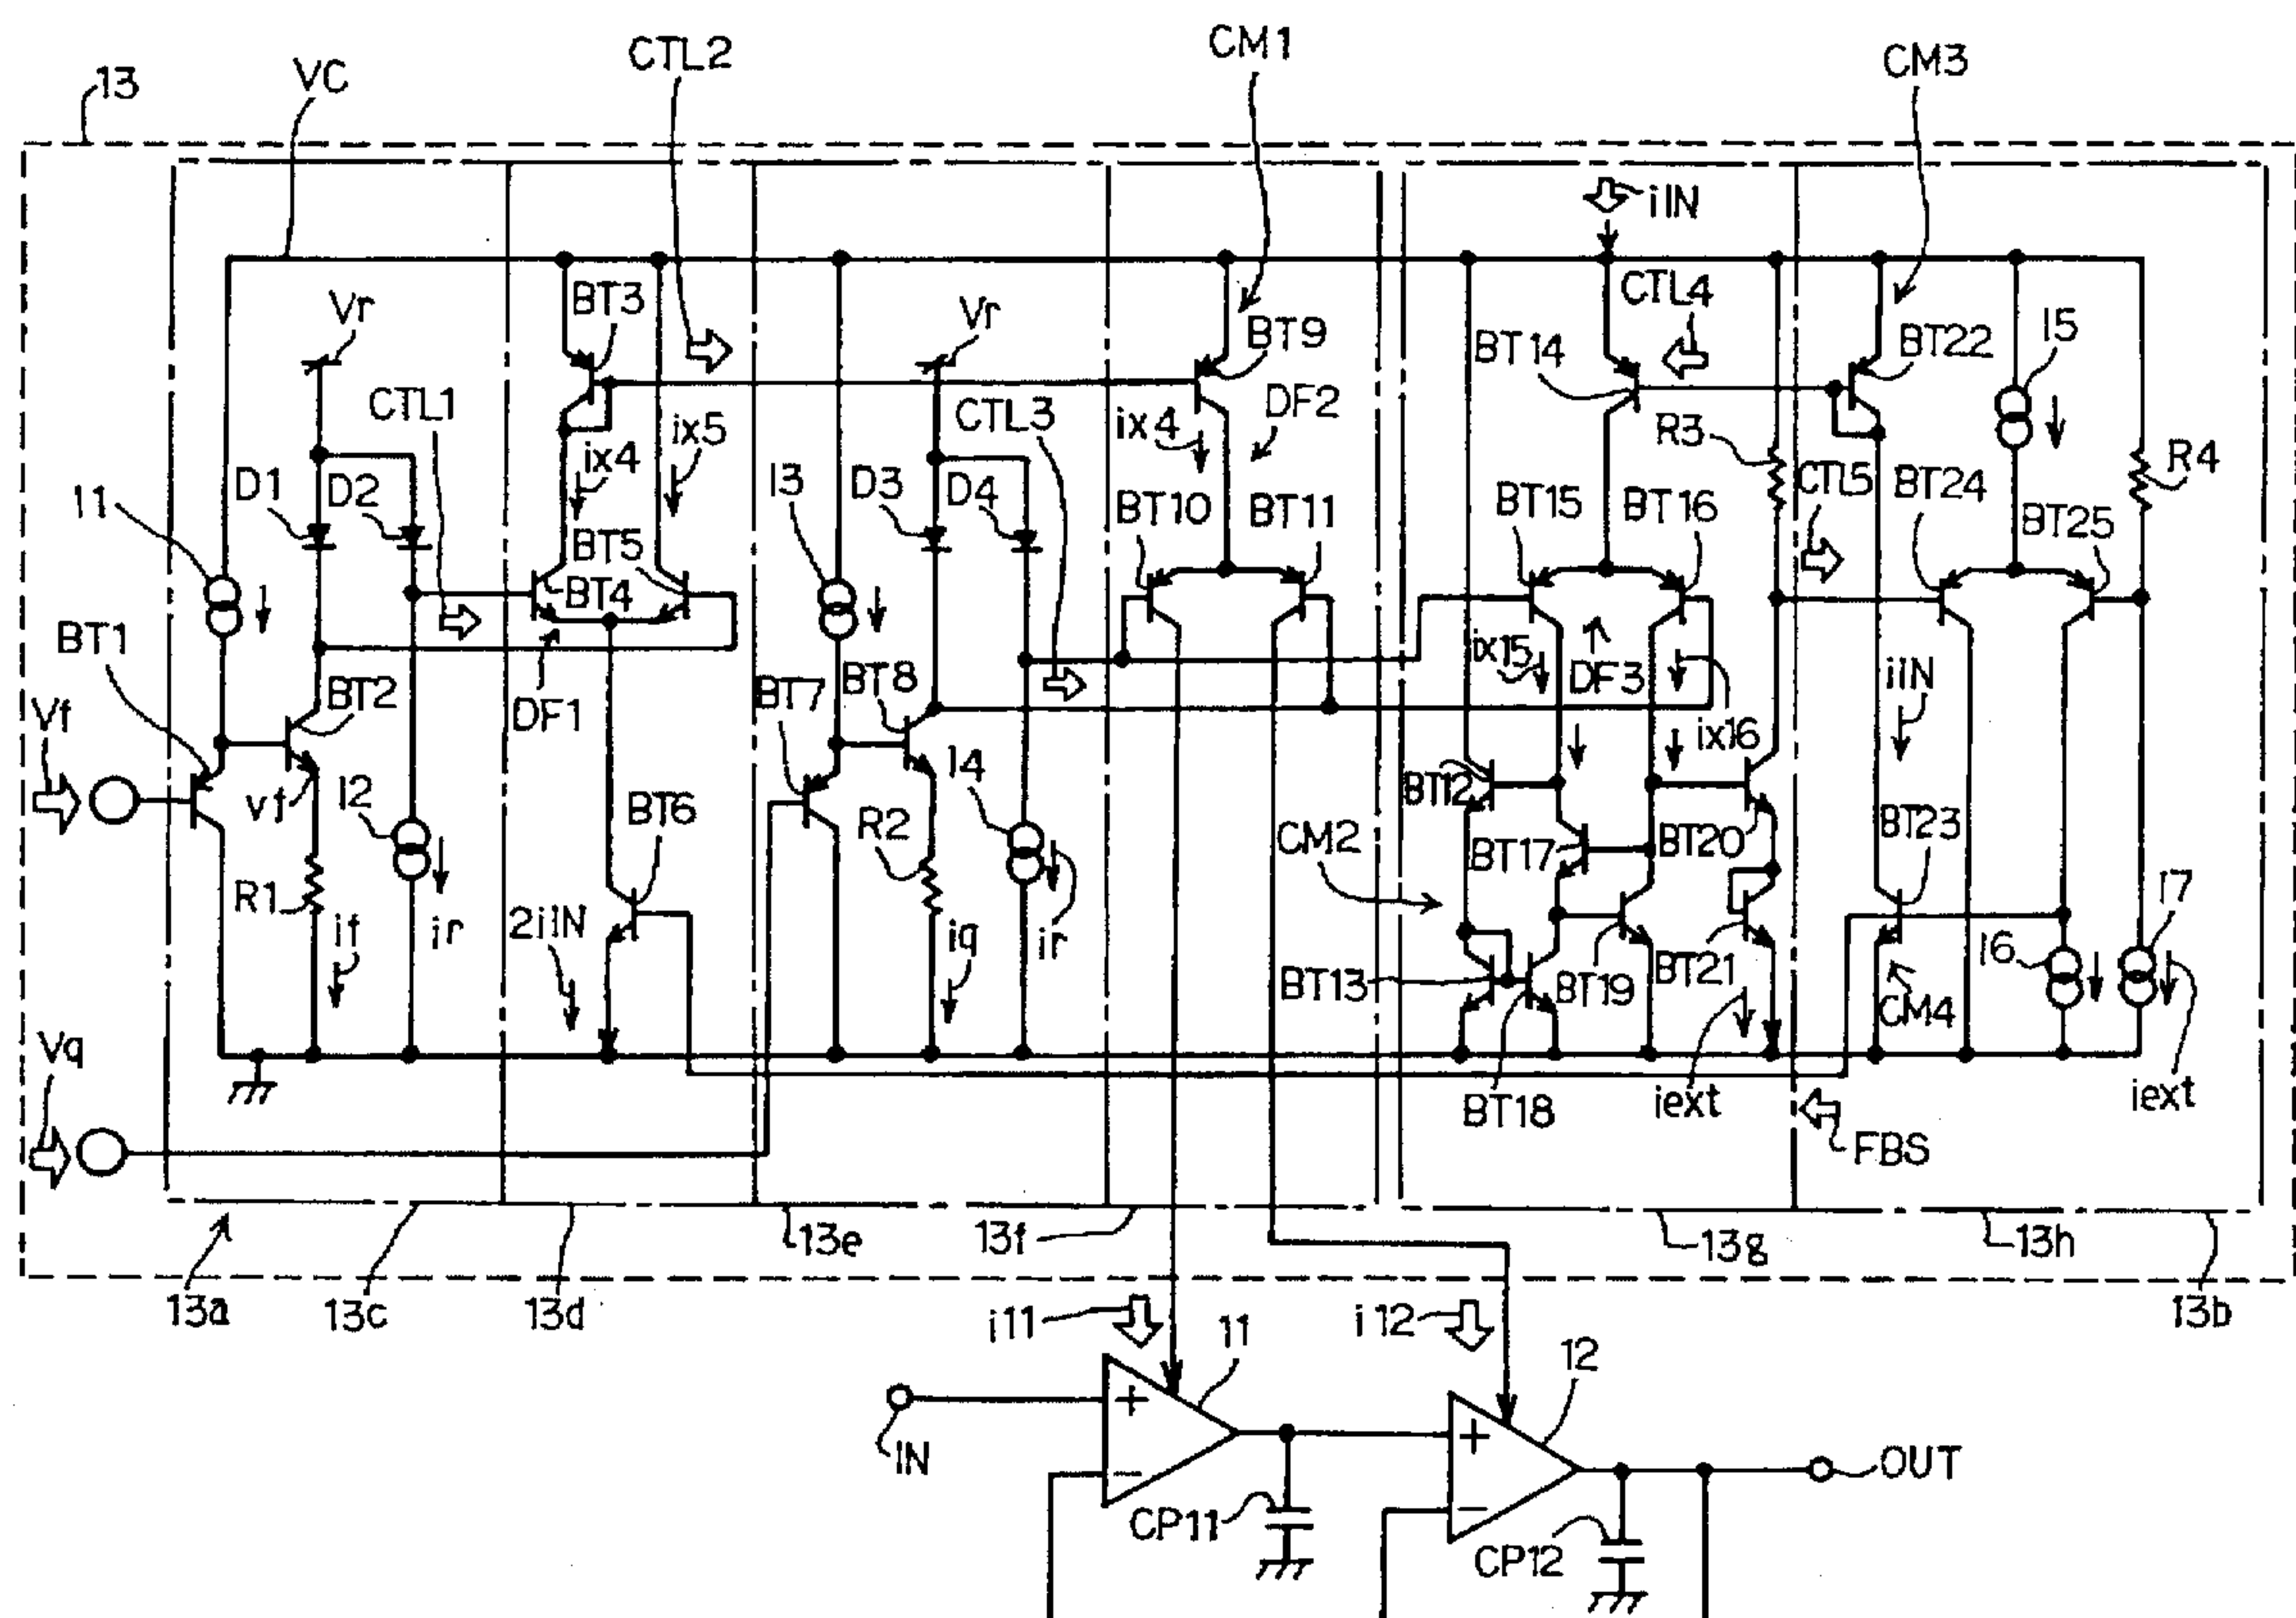 13
VC
CTL2
CM1
CM3
iIN
Vr
BT3
Vr
BT9
CTL4
BT14
I5
BT22
CTL1
ix4
ix5
CTL3
ix4
DF2
R3
CTL5
R4
I1
D1
D2
I3
D3
D4
BT10
BT11
BT15
BT16
BT24
BT25
BT5
BT4
BT1
BT2
DF1
BT7
BT8
ix15
DF3
ix16
iIN
Vf
vf
I2
BT6
R2
I4
BT12
CM2
BT17
BT20
BT23
R1
if
ir
2iIN
iq
ir
BT13
BT19
BT21
I6
I7
CM4
Vq
BT18
iext
FBS
iext
13a
13c
13d
13e
13f
13g
13h
13b
i11
11
i12
12
IN
+
−
CP11
+
−
CP12
OUT